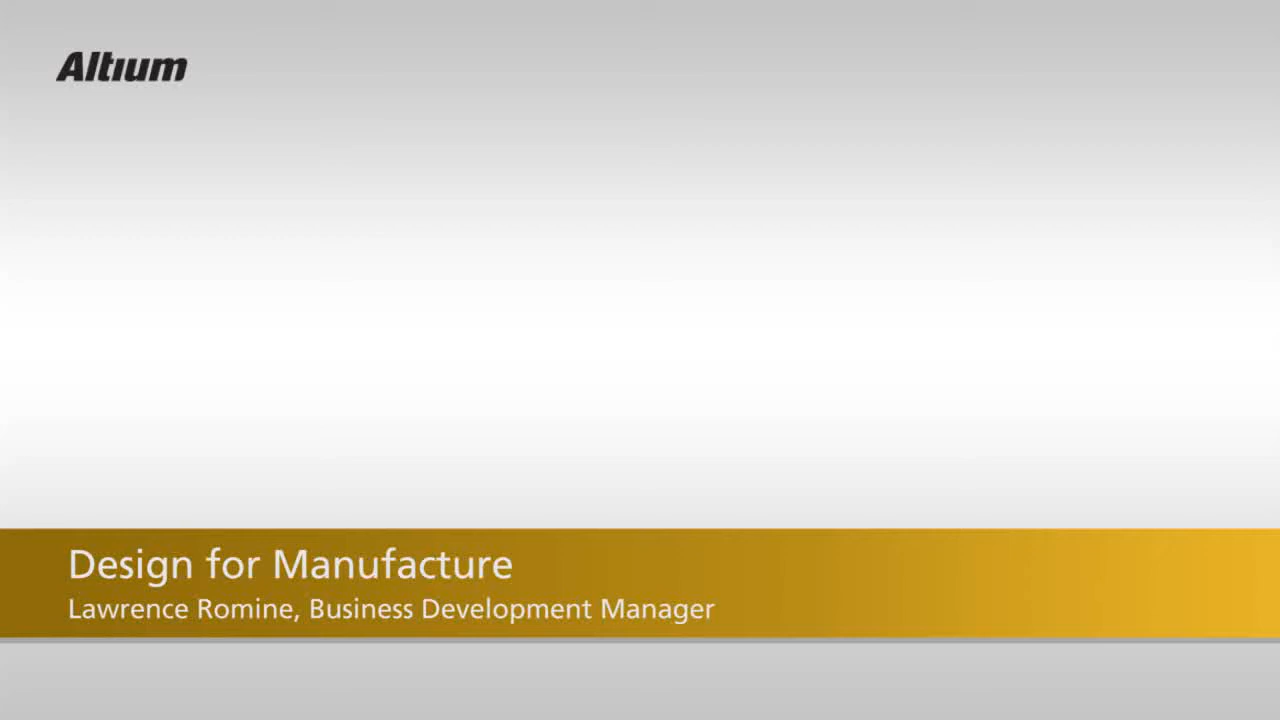 Altium
Design for Manufacture
Lawrence Romine, Business Development Manager